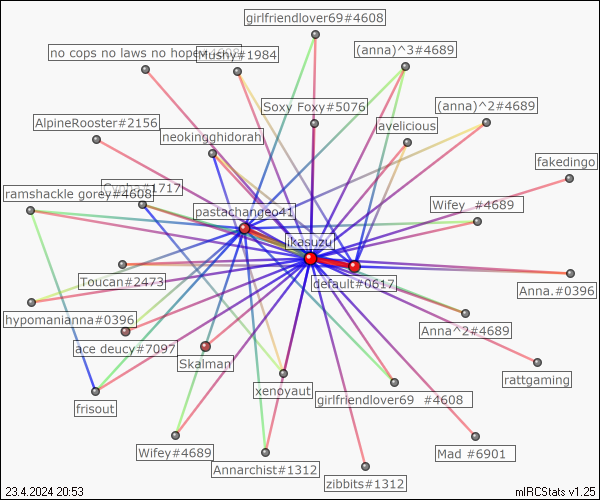 girlfriendlover69#4608
no cops no laws no hope
Mushy#1984
(anna)^3#4689
Soxy Foxy#5076
(anna)^2#4689
AlpineRooster#2156
neokingghidorah
avelicious
fakedingo
ramshackle gorey#4608
#1717
pastachangeo41
Wifey_ #4689
ikasuzu
Toucan#2473
default#0617
Anna.#0396
hypomanianna#0396
Anna^2#4689
ace deucy#7097
Skalman
rattgaming
frisout
xenoyaut
girlfriendlover69 #4608
Wifey#4689
Annarchist#1312
Mad #6901
zibbits#1312
23.4.2024 20:53
mIRCStats v1.25